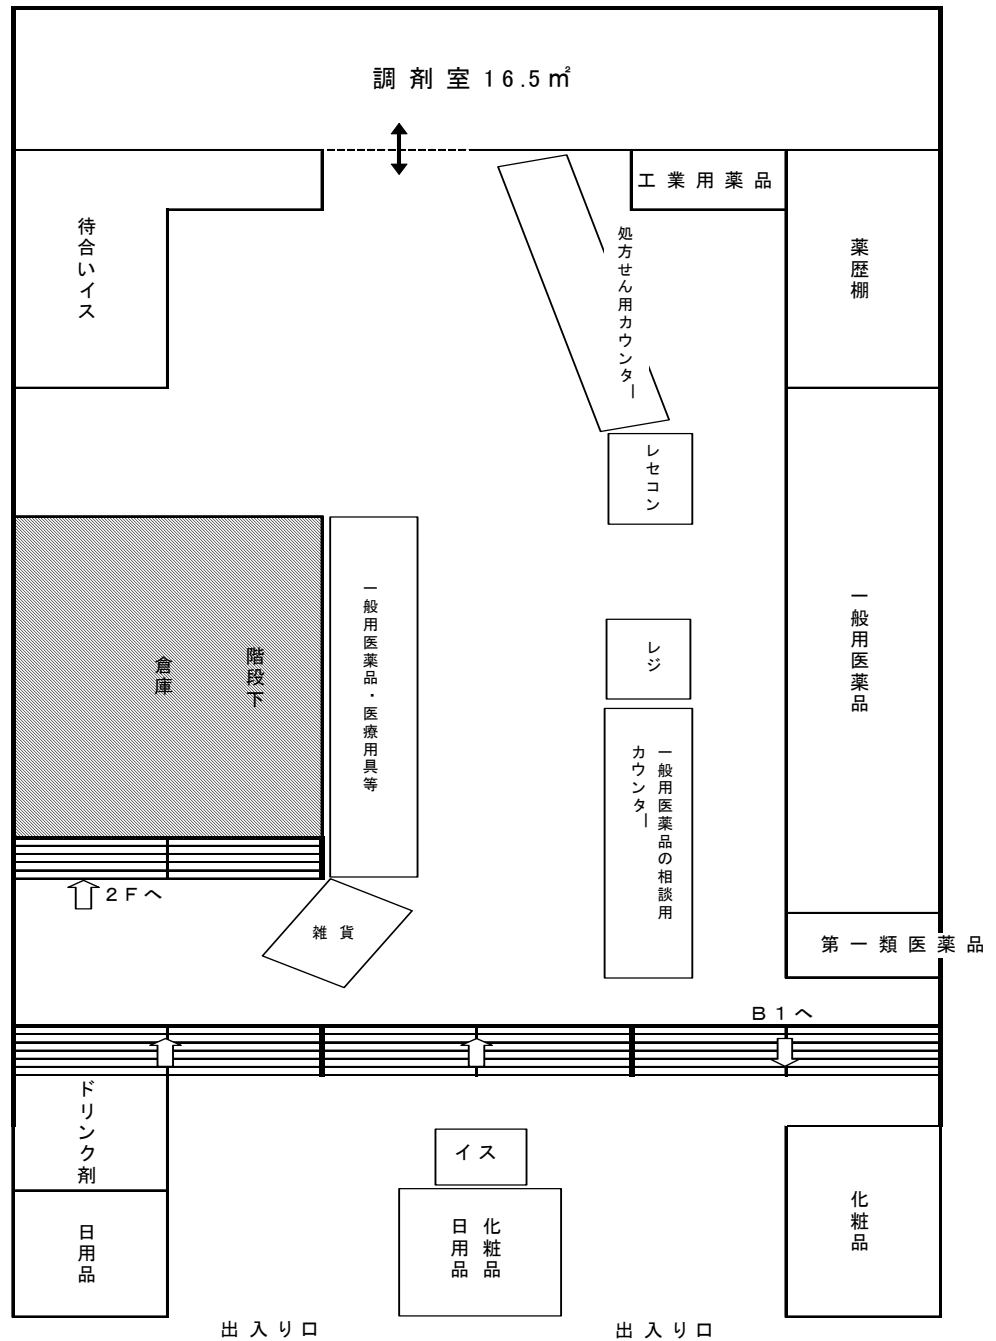 調剤室 16.5㎡
工業用薬品
待合いイス
処方せん用カウンター
薬歴棚
レセコン
一般用医薬品・医療用具等
階段下
倉庫
レジ
一般用医薬品
一般用医薬品の相談用
カウンター
2Fへ
雑貨
第一類医薬品
B1へ
ドリンク剤
イス
日用品
化粧品
日用品
化粧品
出入り口
出入り口